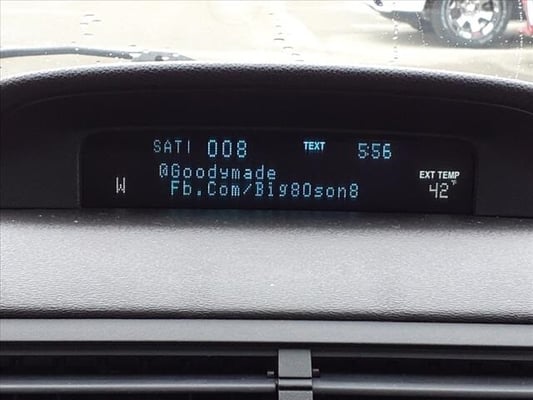 SAT1 008 TEXT 5:56
@Goodymade
EXT TEMP
W Fb.Com/Big80son8 42°F